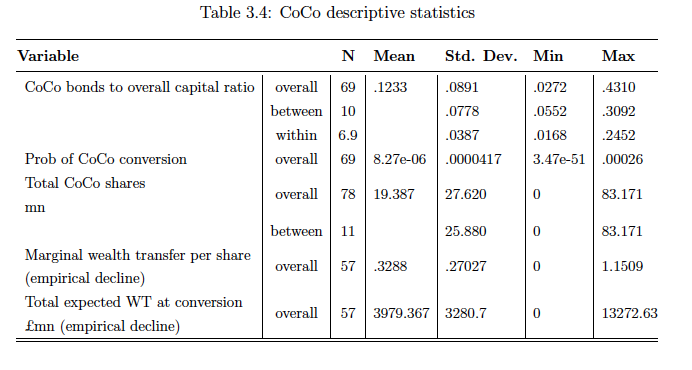 Table 3.4: CoCo descriptive statistics
Variable N Mean Std. Dev. Min Max
CoCo bonds to overall capital ratio overall 69 .1233 .0891 .0272 .4310
between 10 .0778 .0552 .3092
within 6.9 .0387 .0168 .2452
Prob of CoCo conversion overall 69 8.27e-06 .0000417 3.47e-51 .00026
Total CoCo shares
mn overall 78 19.387 27.620 0 83.171
between 11 25.880 0 83.171
Marginal wealth transfer per share
(empirical decline) overall 57 .3288 .27027 0 1.1509
Total expected WT at conversion
£mn (empirical decline) overall 57 3979.367 3280.7 0 13272.63